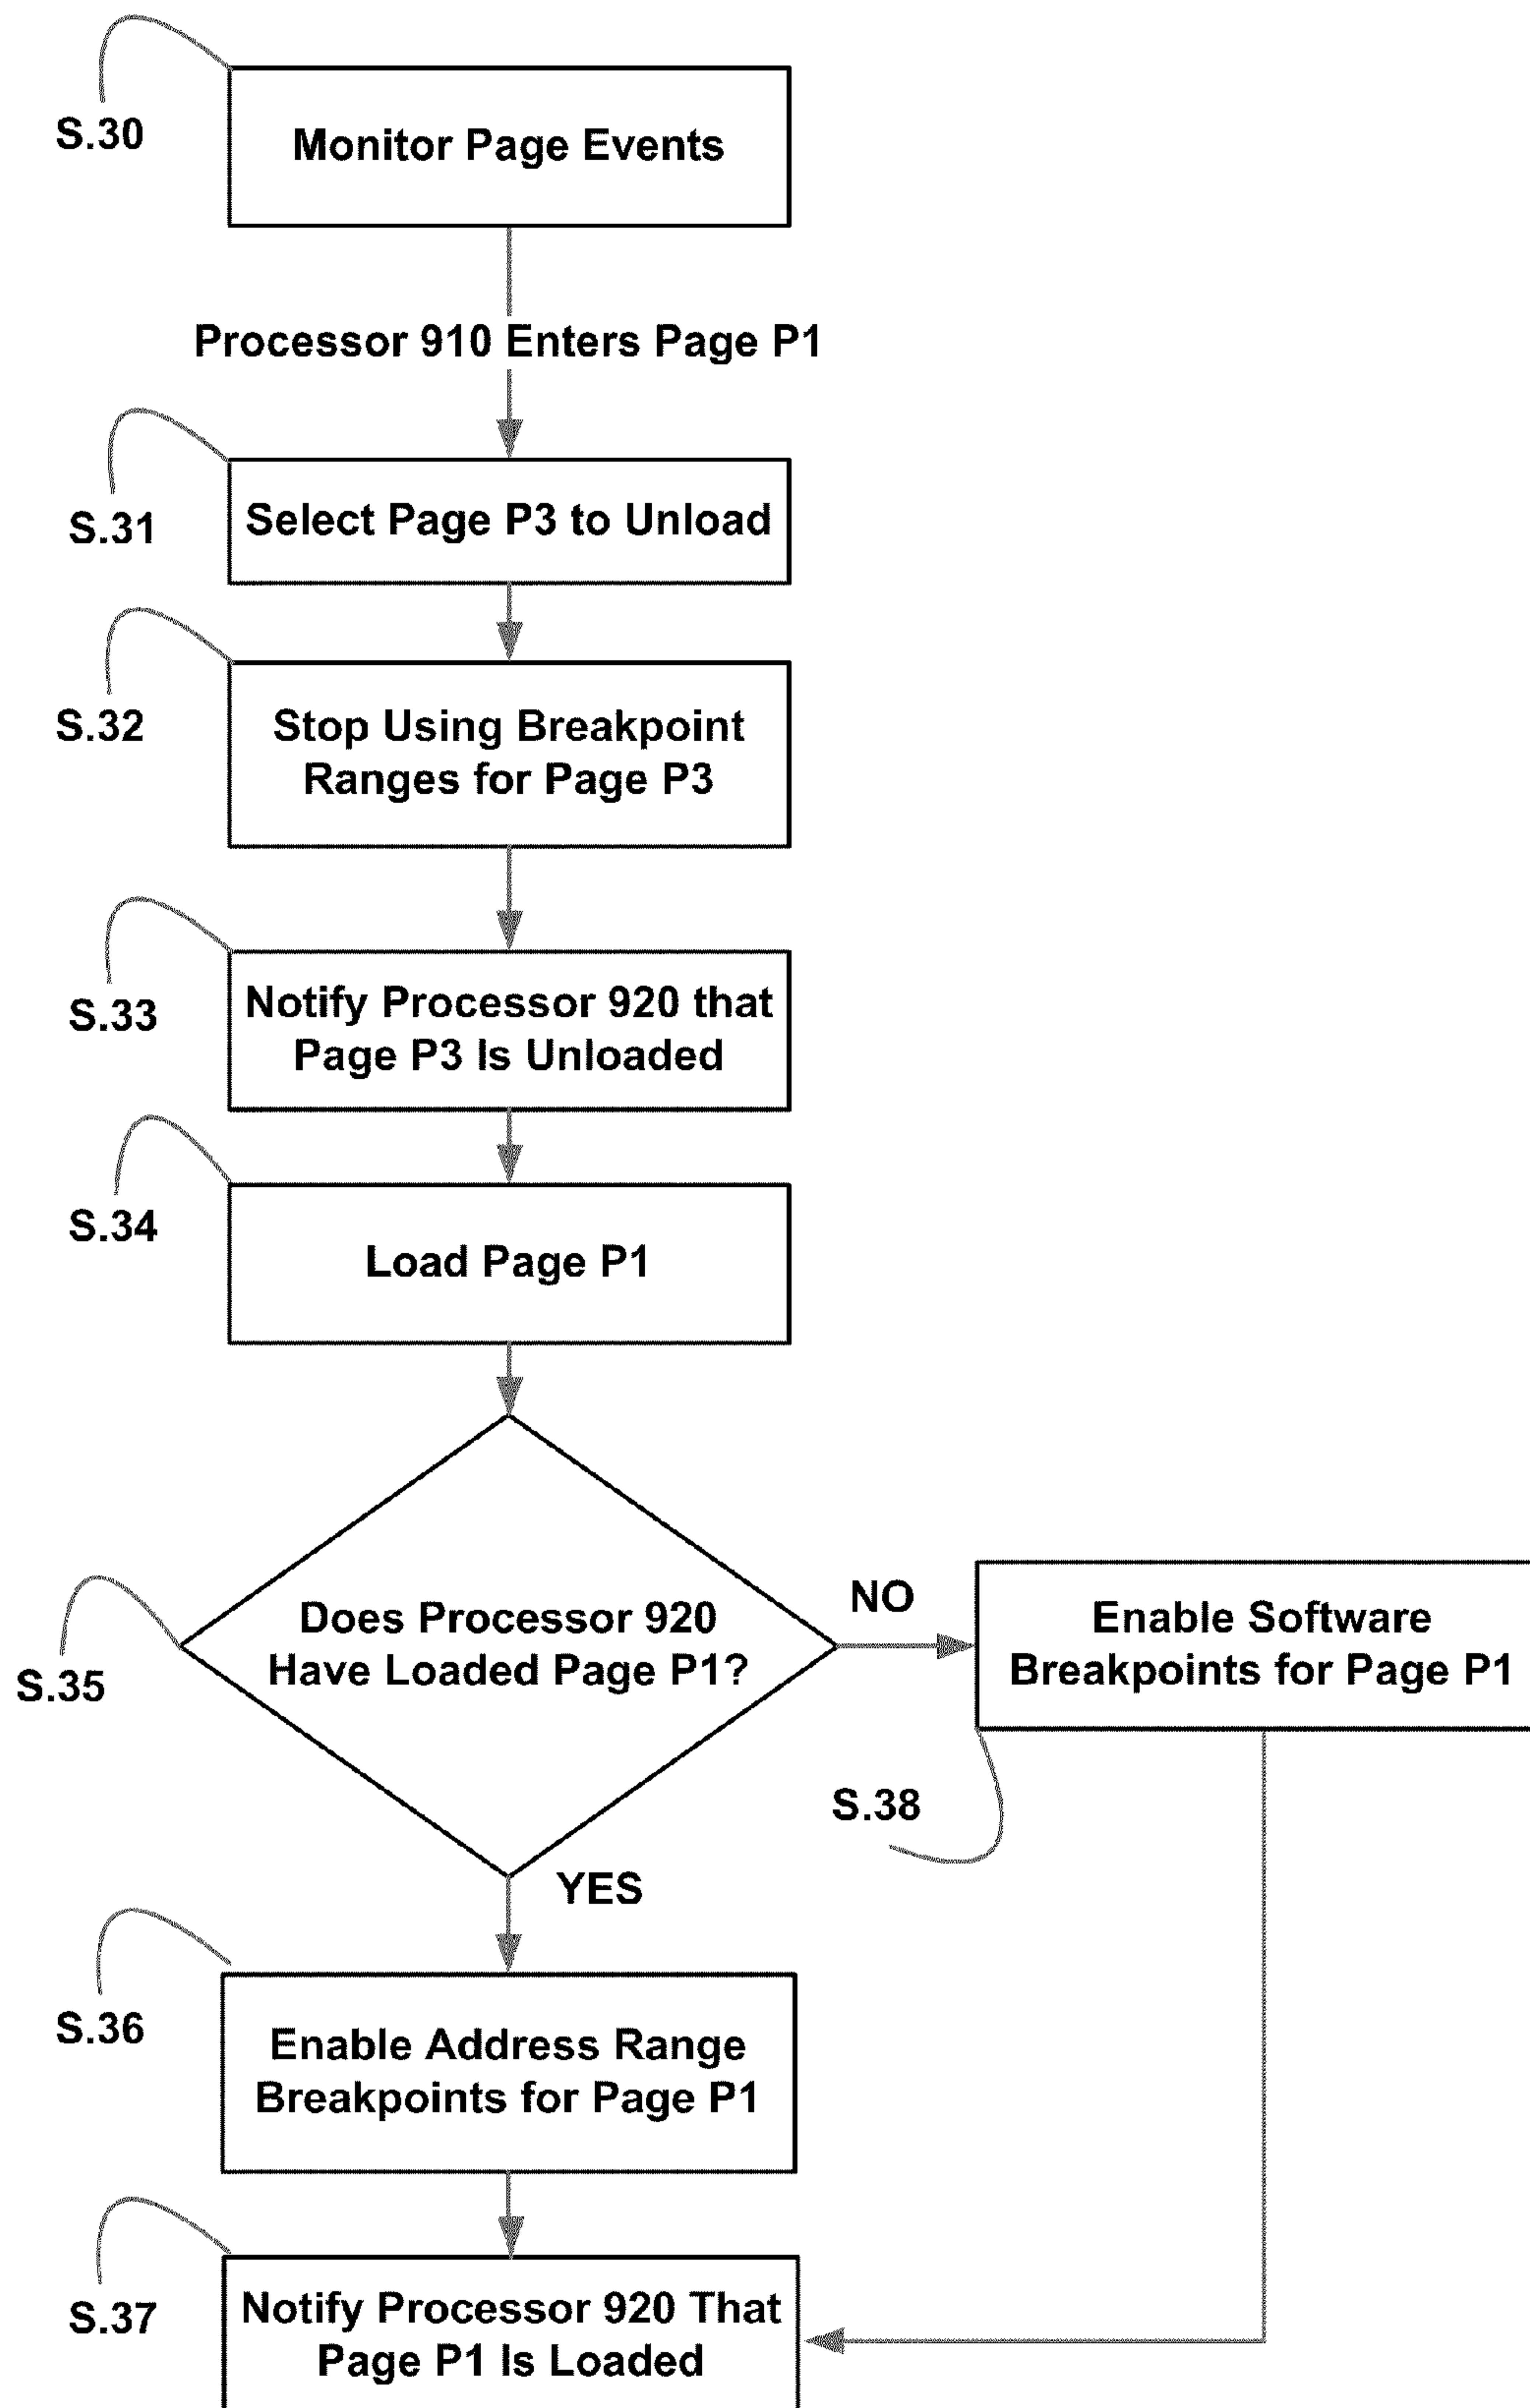 S.30
Monitor Page Events
Processor 910 Enters Page P1
S.31
Select Page P3 to Unload
S.32
Stop Using Breakpoint
Ranges for Page P3
S.33
Notify Processor 920 that
Page P3 Is Unloaded
S.34
Load Page P1
S.35
Does Processor 920
Have Loaded Page P1?
NO
Enable Software
Breakpoints for Page P1
S.38
YES
S.36
Enable Address Range
Breakpoints for Page P1
S.37
Notify Processor 920 That
Page P1 Is Loaded